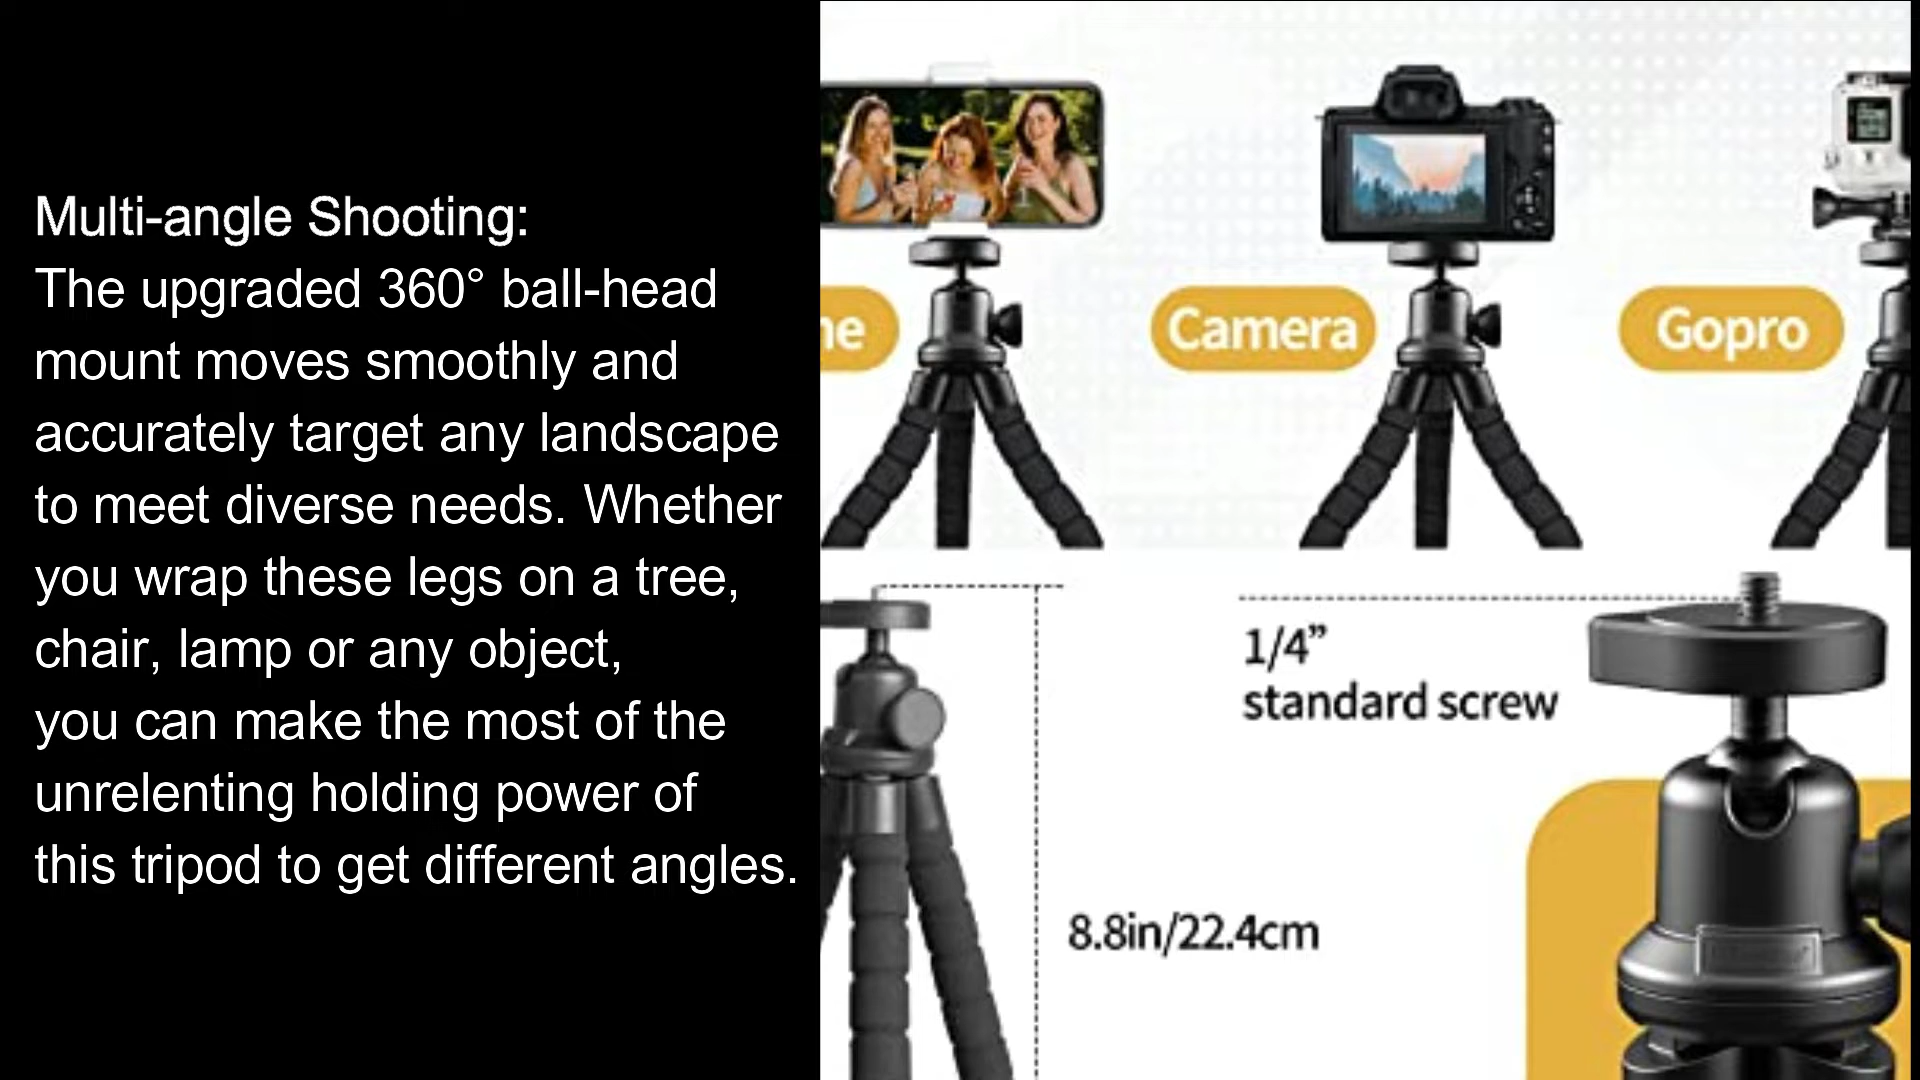 Multi-angle Shooting:
The upgraded 360° ball-head
mount moves smoothly and
accurately target any landscape
to meet diverse needs. Whether
you wrap these legs on a tree,
chair, lamp or any object,
you can make the most of the
unrelenting holding power of
this tripod to get different angles.
ne
Camera
Gopro
1/4”
standard screw
8.8in/22.4cm